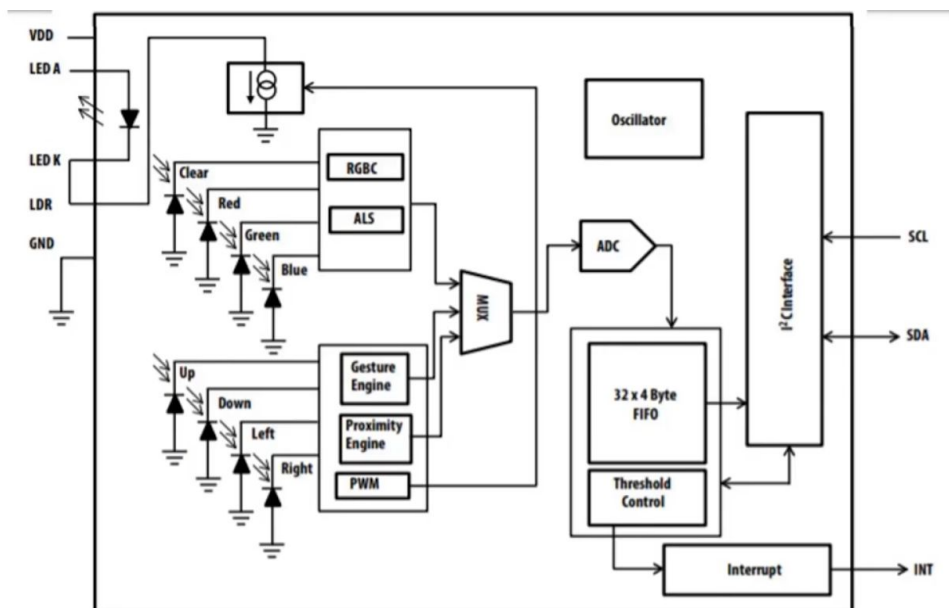 VDD
LED A
LED K
LDR
GND
Clear
Red
Green
Blue
RGBC
ALS
Up
Down
Left
Right
Gesture
Engine
Proximity
Engine
PWM
MUX
Oscillator
ADC
32 x 4 Byte
FIFO
Threshold
Control
I²C Interface
Interrupt
SCL
SDA
INT